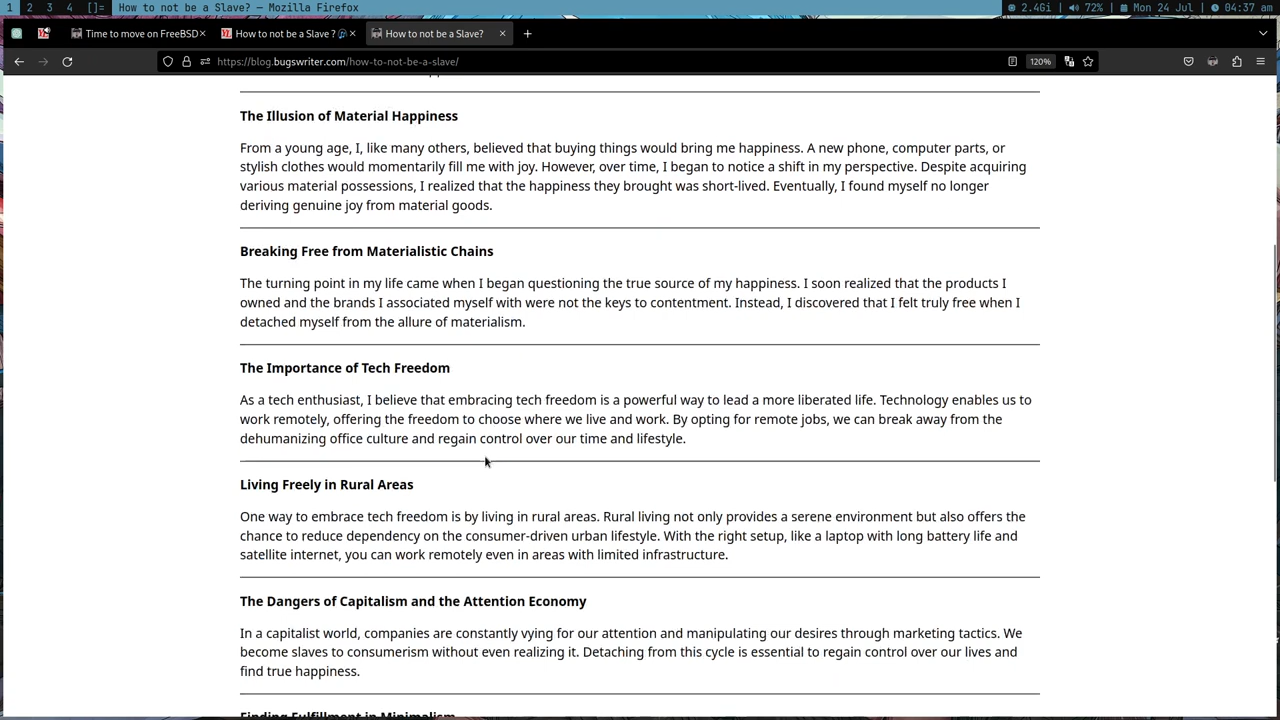 1 2 3 4 []= How to not be a Slave? — Mozilla Firefox 2.4Gi 72% Mon 24 Jul 04:37 am
Time to move on FreeBSD How to not be a Slave ? How to not be a Slave?
https://blog.bugswriter.com/how-to-not-be-a-slave/ 120%
The Illusion of Material Happiness
From a young age, I, like many others, believed that buying things would bring me happiness. A new phone, computer parts, or
stylish clothes would momentarily fill me with joy. However, over time, I began to notice a shift in my perspective. Despite acquiring
various material possessions, I realized that the happiness they brought was short-lived. Eventually, I found myself no longer
deriving genuine joy from material goods.
Breaking Free from Materialistic Chains
The turning point in my life came when I began questioning the true source of my happiness. I soon realized that the products I
owned and the brands I associated myself with were not the keys to contentment. Instead, I discovered that I felt truly free when I
detached myself from the allure of materialism.
The Importance of Tech Freedom
As a tech enthusiast, I believe that embracing tech freedom is a powerful way to lead a more liberated life. Technology enables us to
work remotely, offering the freedom to choose where we live and work. By opting for remote jobs, we can break away from the
dehumanizing office culture and regain control over our time and lifestyle.
Living Freely in Rural Areas
One way to embrace tech freedom is by living in rural areas. Rural living not only provides a serene environment but also offers the
chance to reduce dependency on the consumer-driven urban lifestyle. With the right setup, like a laptop with long battery life and
satellite internet, you can work remotely even in areas with limited infrastructure.
The Dangers of Capitalism and the Attention Economy
In a capitalist world, companies are constantly vying for our attention and manipulating our desires through marketing tactics. We
become slaves to consumerism without even realizing it. Detaching from this cycle is essential to regain control over our lives and
find true happiness.
Finding Fulfillment in Minimalism